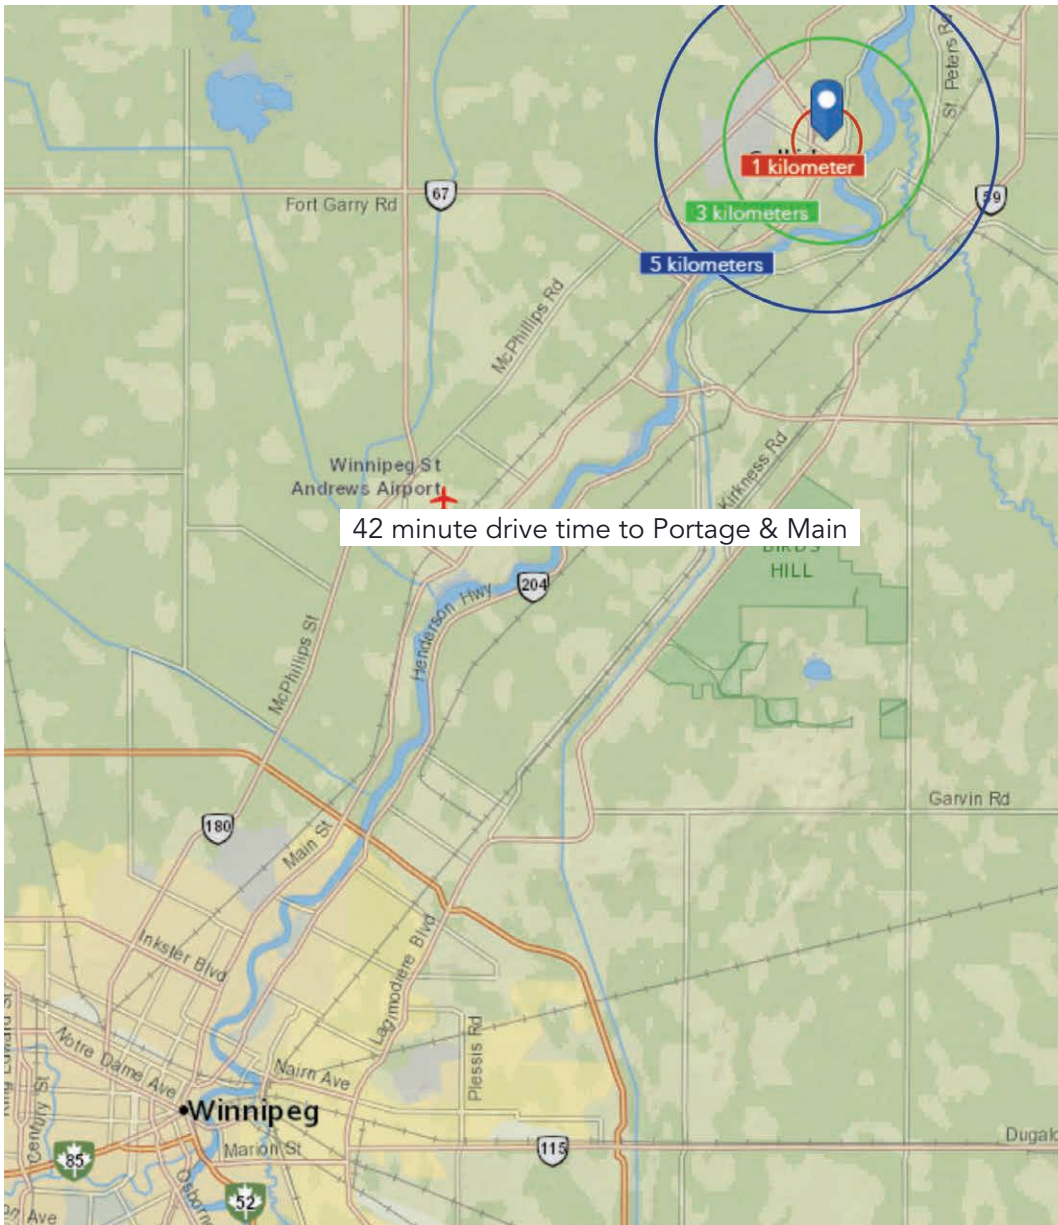 St. Peters Rd
1 kilometer
67
Fort Garry Rd
59
3 kilometers
5 kilometers
McPhillips Rd
Winnipeg St
Andrews Airport
Kirkness Rd
42 minute drive time to Portage & Main
BIRDS
HILL
204
Henderson Hwy
McPhillips St
Garvin Rd
180
Main St
Inkster Blvd
Lagimodiere Blvd
Plessis Rd
Notre Dame Ave
Nairn Ave
Century St
•Winnipeg
Marion St
115
85
52